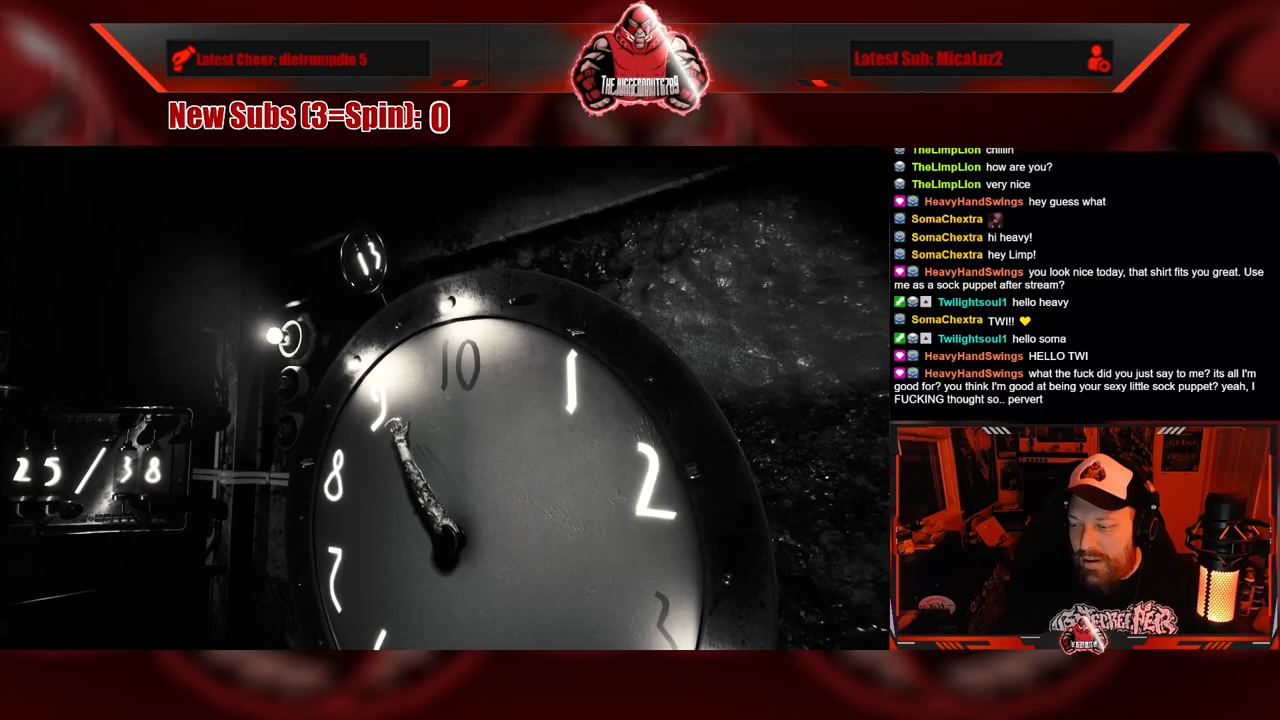 Latest Cheer: dietrumpdie 5
THEJUGGERNAUT6789
Latest Sub: MicaLuz2
New Subs (3=Spin): 0
TheLimpLion chillin
TheLimpLion how are you?
TheLimpLion very nice
HeavyHandSwings hey guess what
SomaChextra
SomaChextra hi heavy!
SomaChextra hey Limp!
HeavyHandSwings you look nice today, that shirt fits you great. Use
me as a sock puppet after stream?
Twilightsoul1 hello heavy
SomaChextra TWI!!
Twilightsoul1 hello soma
HeavyHandSwings HELLO TWI
HeavyHandSwings what the fuck did you just say to me? its all I'm
good for? you think I'm good at being your sexy little sock puppet? yeah, I
FUCKING thought so.. pervert
13
10
1
9
2
8
25/38
7
3